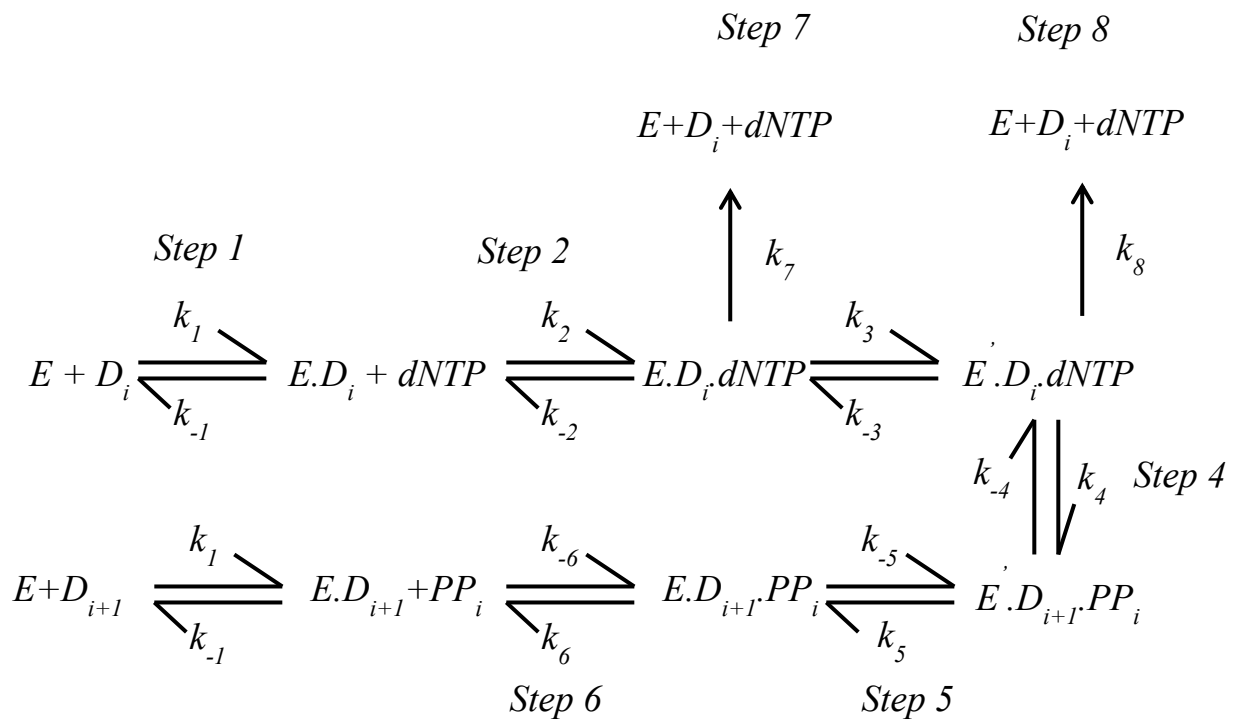 Step 7 Step 8
E+D_i+dNTP E+D_i+dNTP
Step 1 Step 2 k_7 k_8
k_1 k_2 k_3
E + D_i E.D_i + dNTP E.D_i.dNTP E'.D_i.dNTP
k_-1 k_-2 k_-3
k_-4 k_4 Step 4
k_1 k_-6 k_-5
E+D_i+1 E.D_i+1+PP_i E.D_i+1.PP_i E'.D_i+1.PP_i
k_-1 k_6 k_5
Step 6 Step 5